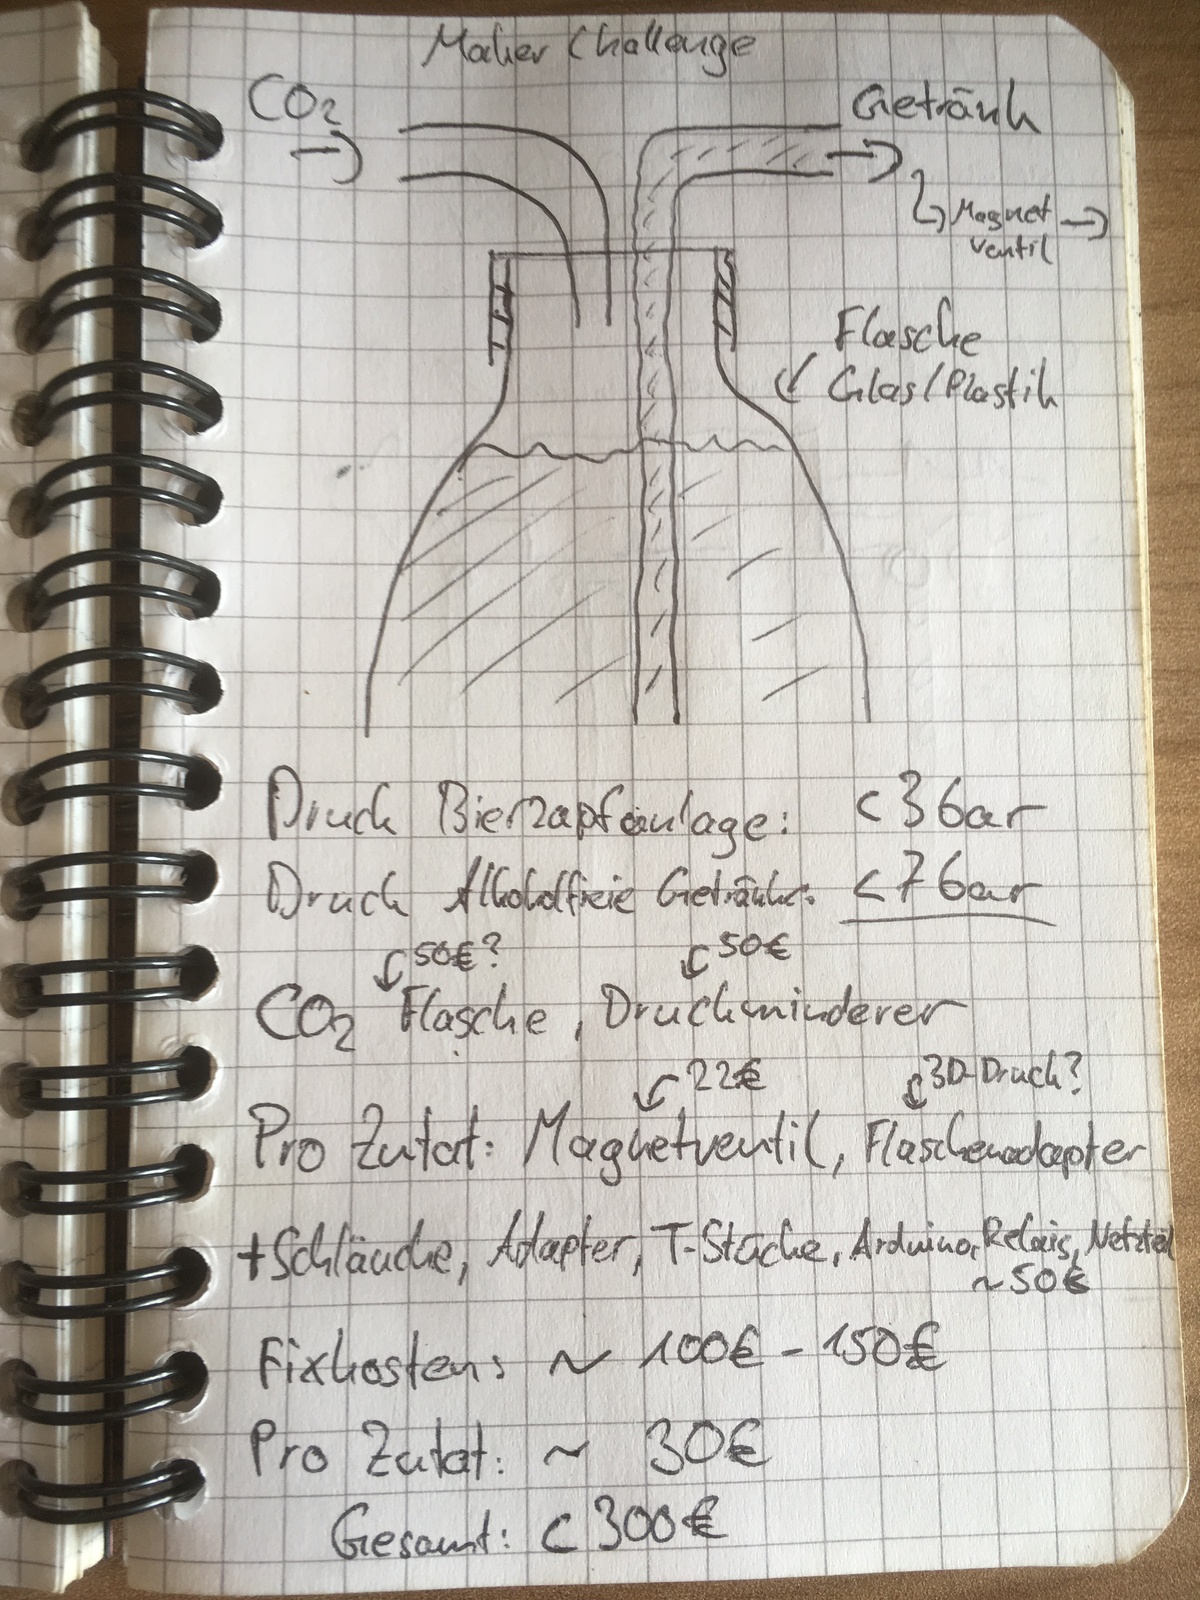 Maker Challenge
CO2
Getränk
Magnet
ventil
Flasche
Glas/Plastik
Druck Bierzapfanlage: < 3 bar
Druck Alkoholfreie Getränke: < 7 bar
50€? 50€
CO2 Flasche, Druckminderer
22€ 3D-Druck?
Pro Zutat: Magnetventil, Flaschenadapter
+Schläuche, Adapter, T-Stücke, Arduino, Relais, Netzteil
~50€
Fixkosten: ~ 100€ - 150€
Pro Zutat: ~ 30€
Gesamt: < 300€